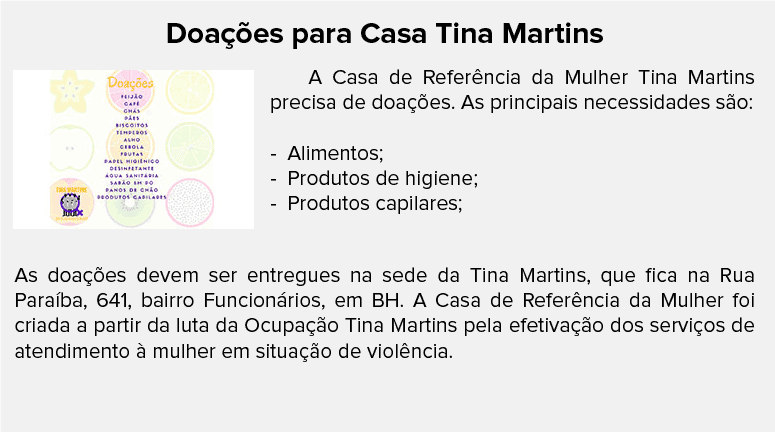 Doações para Casa Tina Martins
Doações
FEIJÃO
CAFÉ
CHÁS
PÃES
BISCOITOS
TEMPEROS
ALHO
CEBOLA
FRUTAS
PAPEL HIGIÊNICO
DESINFETANTE
ÁGUA SANITÁRIA
SABÃO EM PÓ
PANOS DE CHÃO
PRODUTOS CAPILARES
TINA MARTINS
A Casa de Referência da Mulher Tina Martins
precisa de doações. As principais necessidades são:
- Alimentos;
- Produtos de higiene;
- Produtos capilares;
As doações devem ser entregues na sede da Tina Martins, que fica na Rua
Paraíba, 641, bairro Funcionários, em BH. A Casa de Referência da Mulher foi
criada a partir da luta da Ocupação Tina Martins pela efetivação dos serviços de
atendimento à mulher em situação de violência.